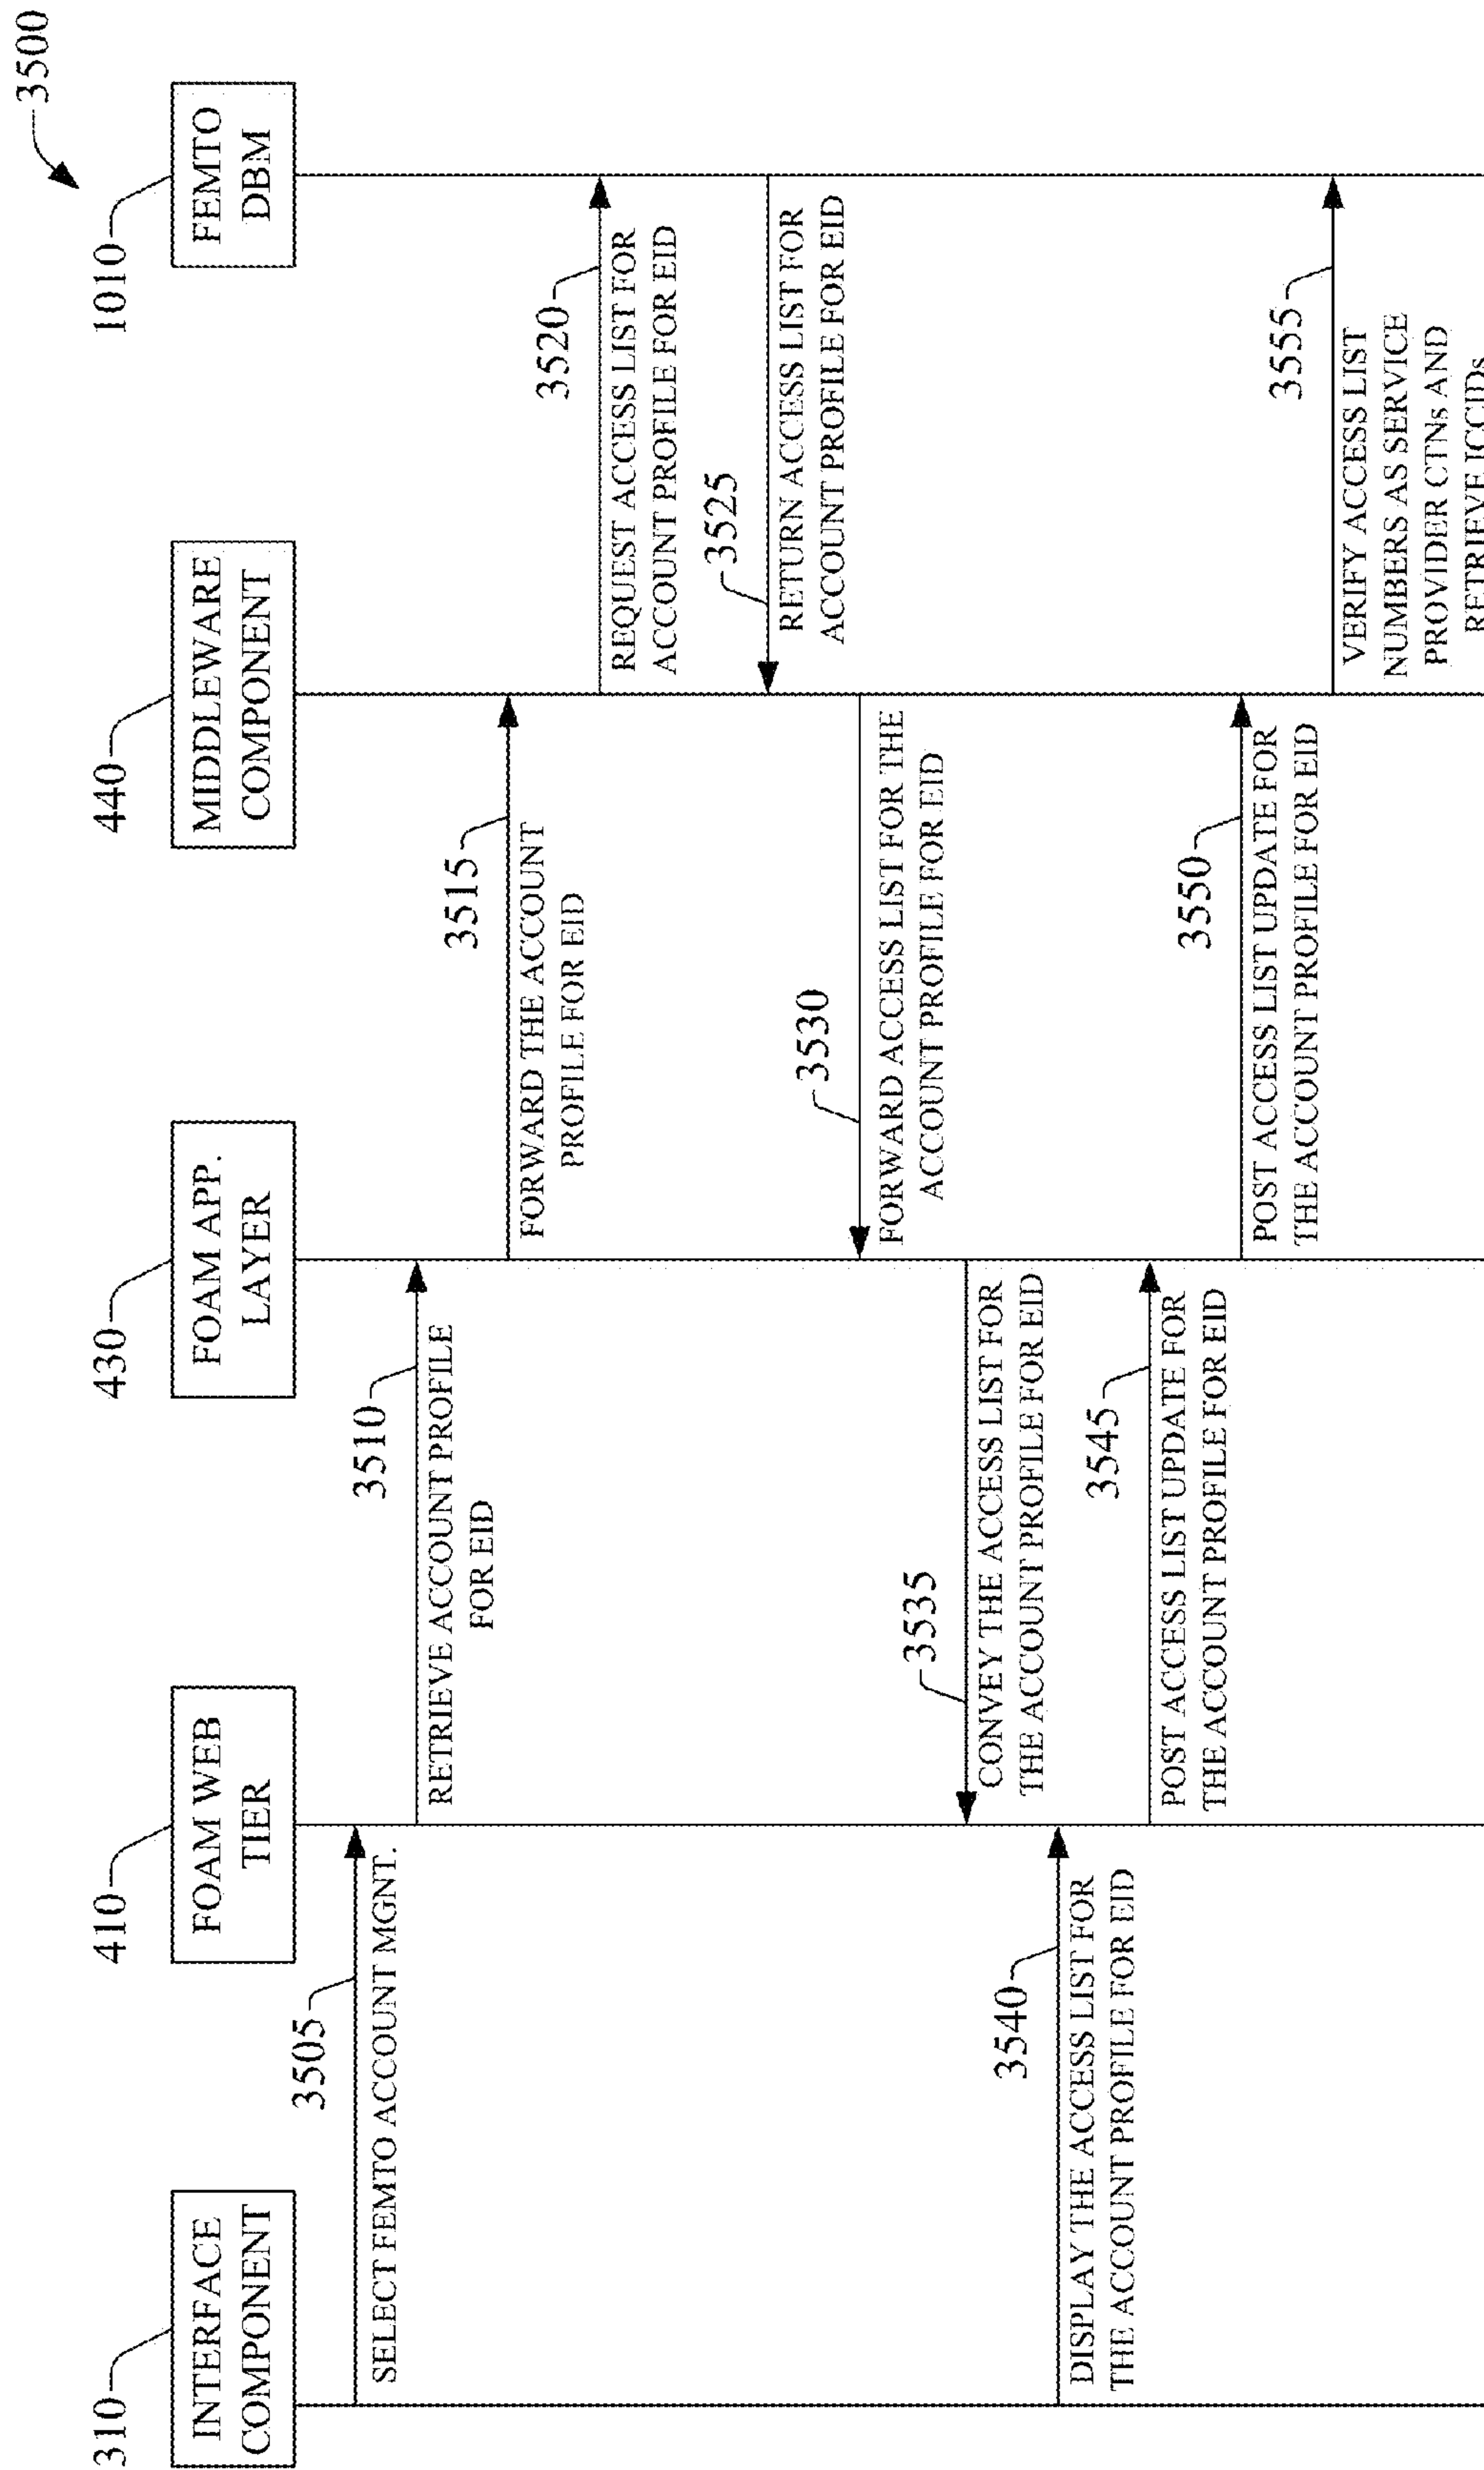 3500
310
INTERFACE
COMPONENT
410
FOAM WEB
TIER
430
FOAM APP.
LAYER
440
MIDDLEWARE
COMPONENT
1010
FEMTO
DBM
3505
SELECT FEMTO ACCOUNT MGNT.
3510
RETRIEVE ACCOUNT PROFILE
FOR EID
3515
FORWARD THE ACCOUNT
PROFILE FOR EID
3520
REQUEST ACCESS LIST FOR
ACCOUNT PROFILE FOR EID
3525
RETURN ACCESS LIST FOR
ACCOUNT PROFILE FOR EID
3530
FORWARD ACCESS LIST FOR THE
ACCOUNT PROFILE FOR EID
3535
CONVEY THE ACCESS LIST FOR
THE ACCOUNT PROFILE FOR EID
3540
DISPLAY THE ACCESS LIST FOR
THE ACCOUNT PROFILE FOR EID
3545
POST ACCESS LIST UPDATE FOR
THE ACCOUNT PROFILE FOR EID
3550
POST ACCESS LIST UPDATE FOR
THE ACCOUNT PROFILE FOR EID
3555
VERIFY ACCESS LIST
NUMBERS AS SERVICE
PROVIDER CTNs AND
RETRIEVE ICCIDs